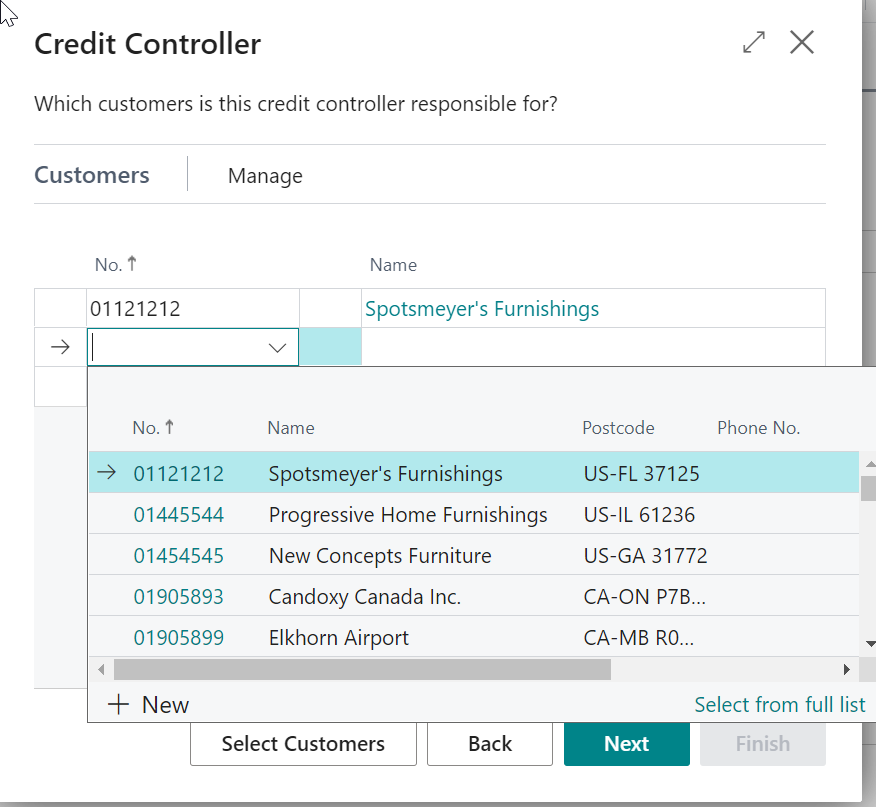 Credit Controller
Which customers is this credit controller responsible for?
Customers Manage
No. ↑ Name
01121212 Spotsmeyer's Furnishings
No. ↑ Name Postcode Phone No.
01121212 Spotsmeyer's Furnishings US-FL 37125
01445544 Progressive Home Furnishings US-IL 61236
01454545 New Concepts Furniture US-GA 31772
01905893 Candoxy Canada Inc. CA-ON P7B...
01905899 Elkhorn Airport CA-MB R0...
+ New Select from full list
Select Customers Back Next Finish